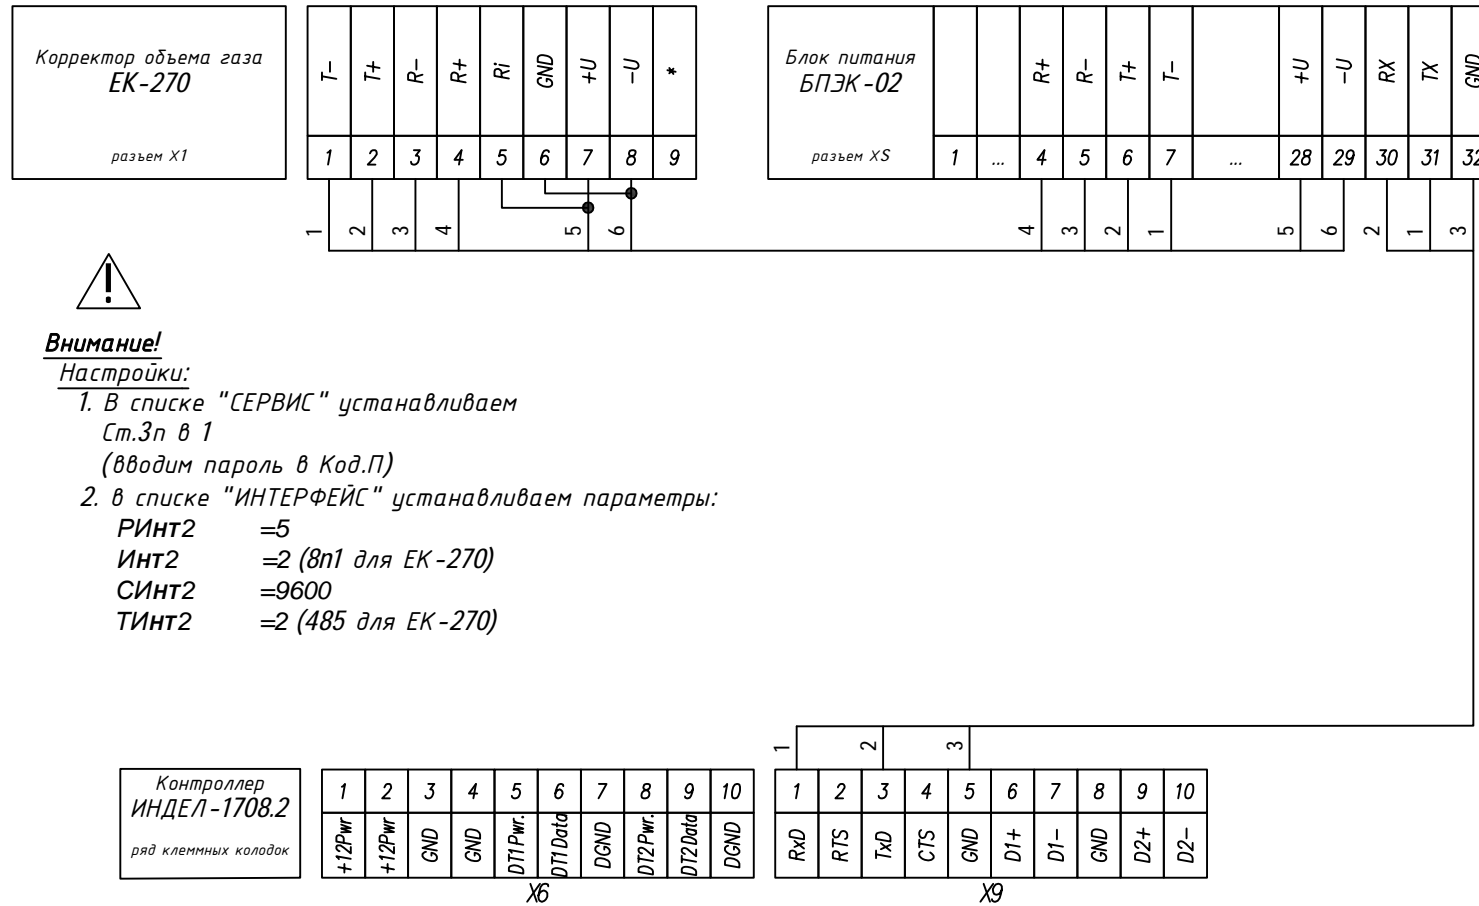 Корректор объема газа
ЕК-270
разъем X1
T- T+ R- R+ Ri GND +U -U *
1 2 3 4 5 6 7 8 9
Блок питания
БПЭК-02
разъем XS
R+ R- T+ T- +U -U RX TX GND
1 ... 4 5 6 7 ... 28 29 30 31 32
1 2 3 4 5 6 4 3 2 1 5 6 2 1 3
Внимание!
Настройки:
1. В списке "СЕРВИС" устанавливаем
Ст.Зп в 1
(вводим пароль в Код.П)
2. в списке "ИНТЕРФЕЙС" устанавливаем параметры:
РИнт2 =5
Инт2 =2 (8n1 для ЕК-270)
СИнт2 =9600
ТИнт2 =2 (485 для ЕК-270)
1 2 3
Контроллер
ИНДЕЛ-1708.2
ряд клеммных колодок
1 2 3 4 5 6 7 8 9 10
+12Pwr +12Pwr GND GND DT1Pwr. DT1Data DGND DT2Pwr. DT2Data DGND
X6
1 2 3 4 5 6 7 8 9 10
RxD RTS TxD CTS GND D1+ D1- GND D2+ D2-
X9